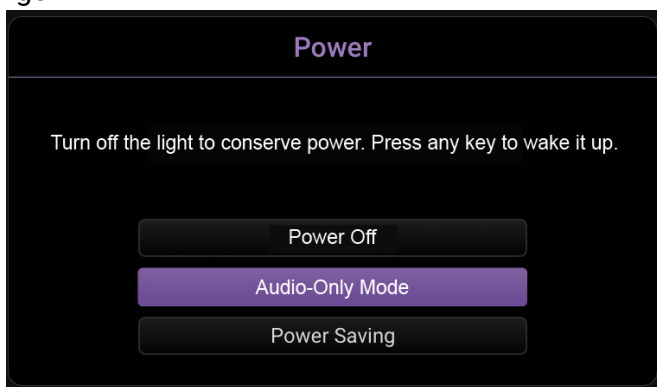 Power
Turn off the light to conserve power. Press any key to wake it up.
Power Off
Audio-Only Mode
Power Saving